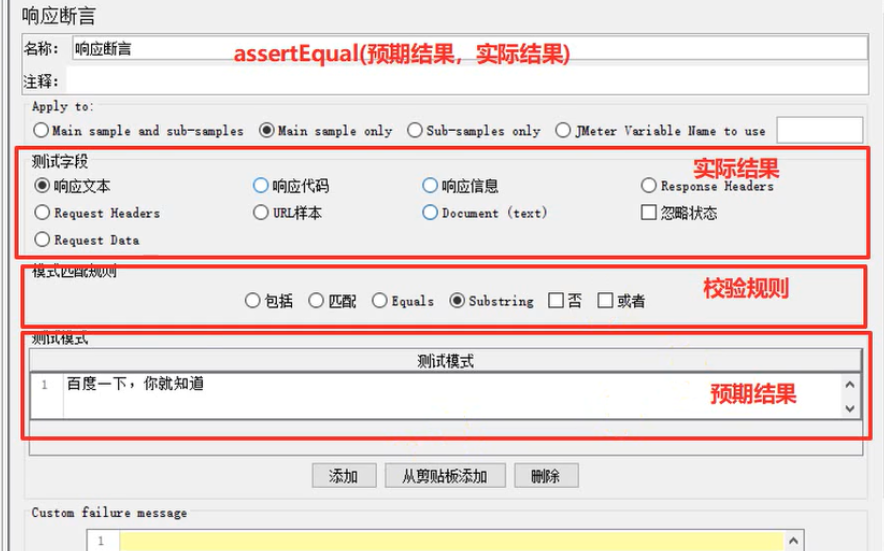 响应断言
名称： 响应断言
assertEqual(预期结果，实际结果)
注释：
Apply to:
Main sample and sub-samples Main sample only Sub-samples only JMeter Variable Name to use
测试字段
实际结果
响应文本 响应代码 响应信息 Response Headers
Request Headers URL样本 Document (text) 忽略状态
Request Data
模式匹配规则
校验规则
包括 匹配 Equals Substring 否 或者
测试模式
测试模式
1 百度一下，你就知道
预期结果
添加 从剪贴板添加 删除
Custom failure message
1